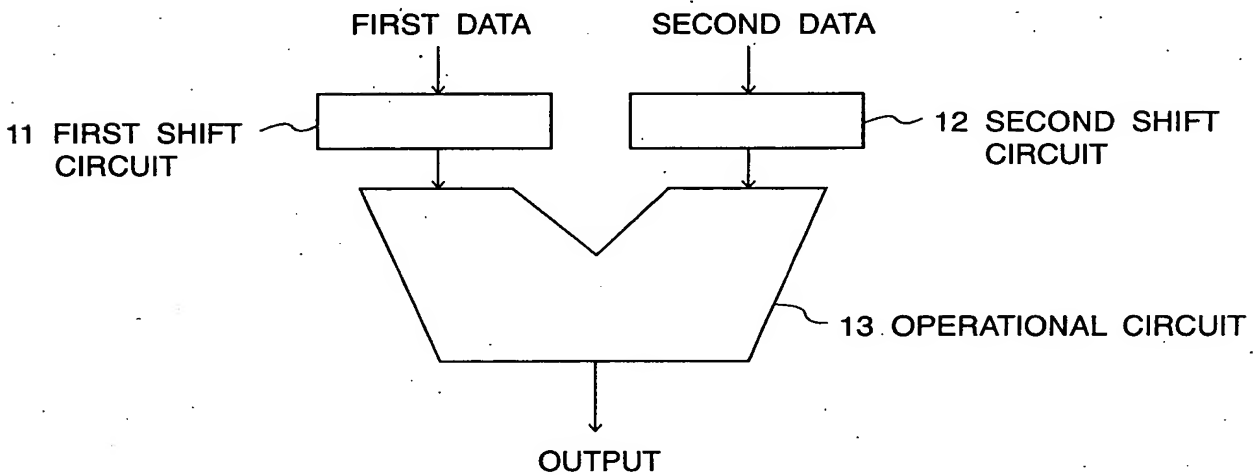 FIRST DATA
SECOND DATA
11 FIRST SHIFT
CIRCUIT
12 SECOND SHIFT
CIRCUIT
13 OPERATIONAL CIRCUIT
OUTPUT